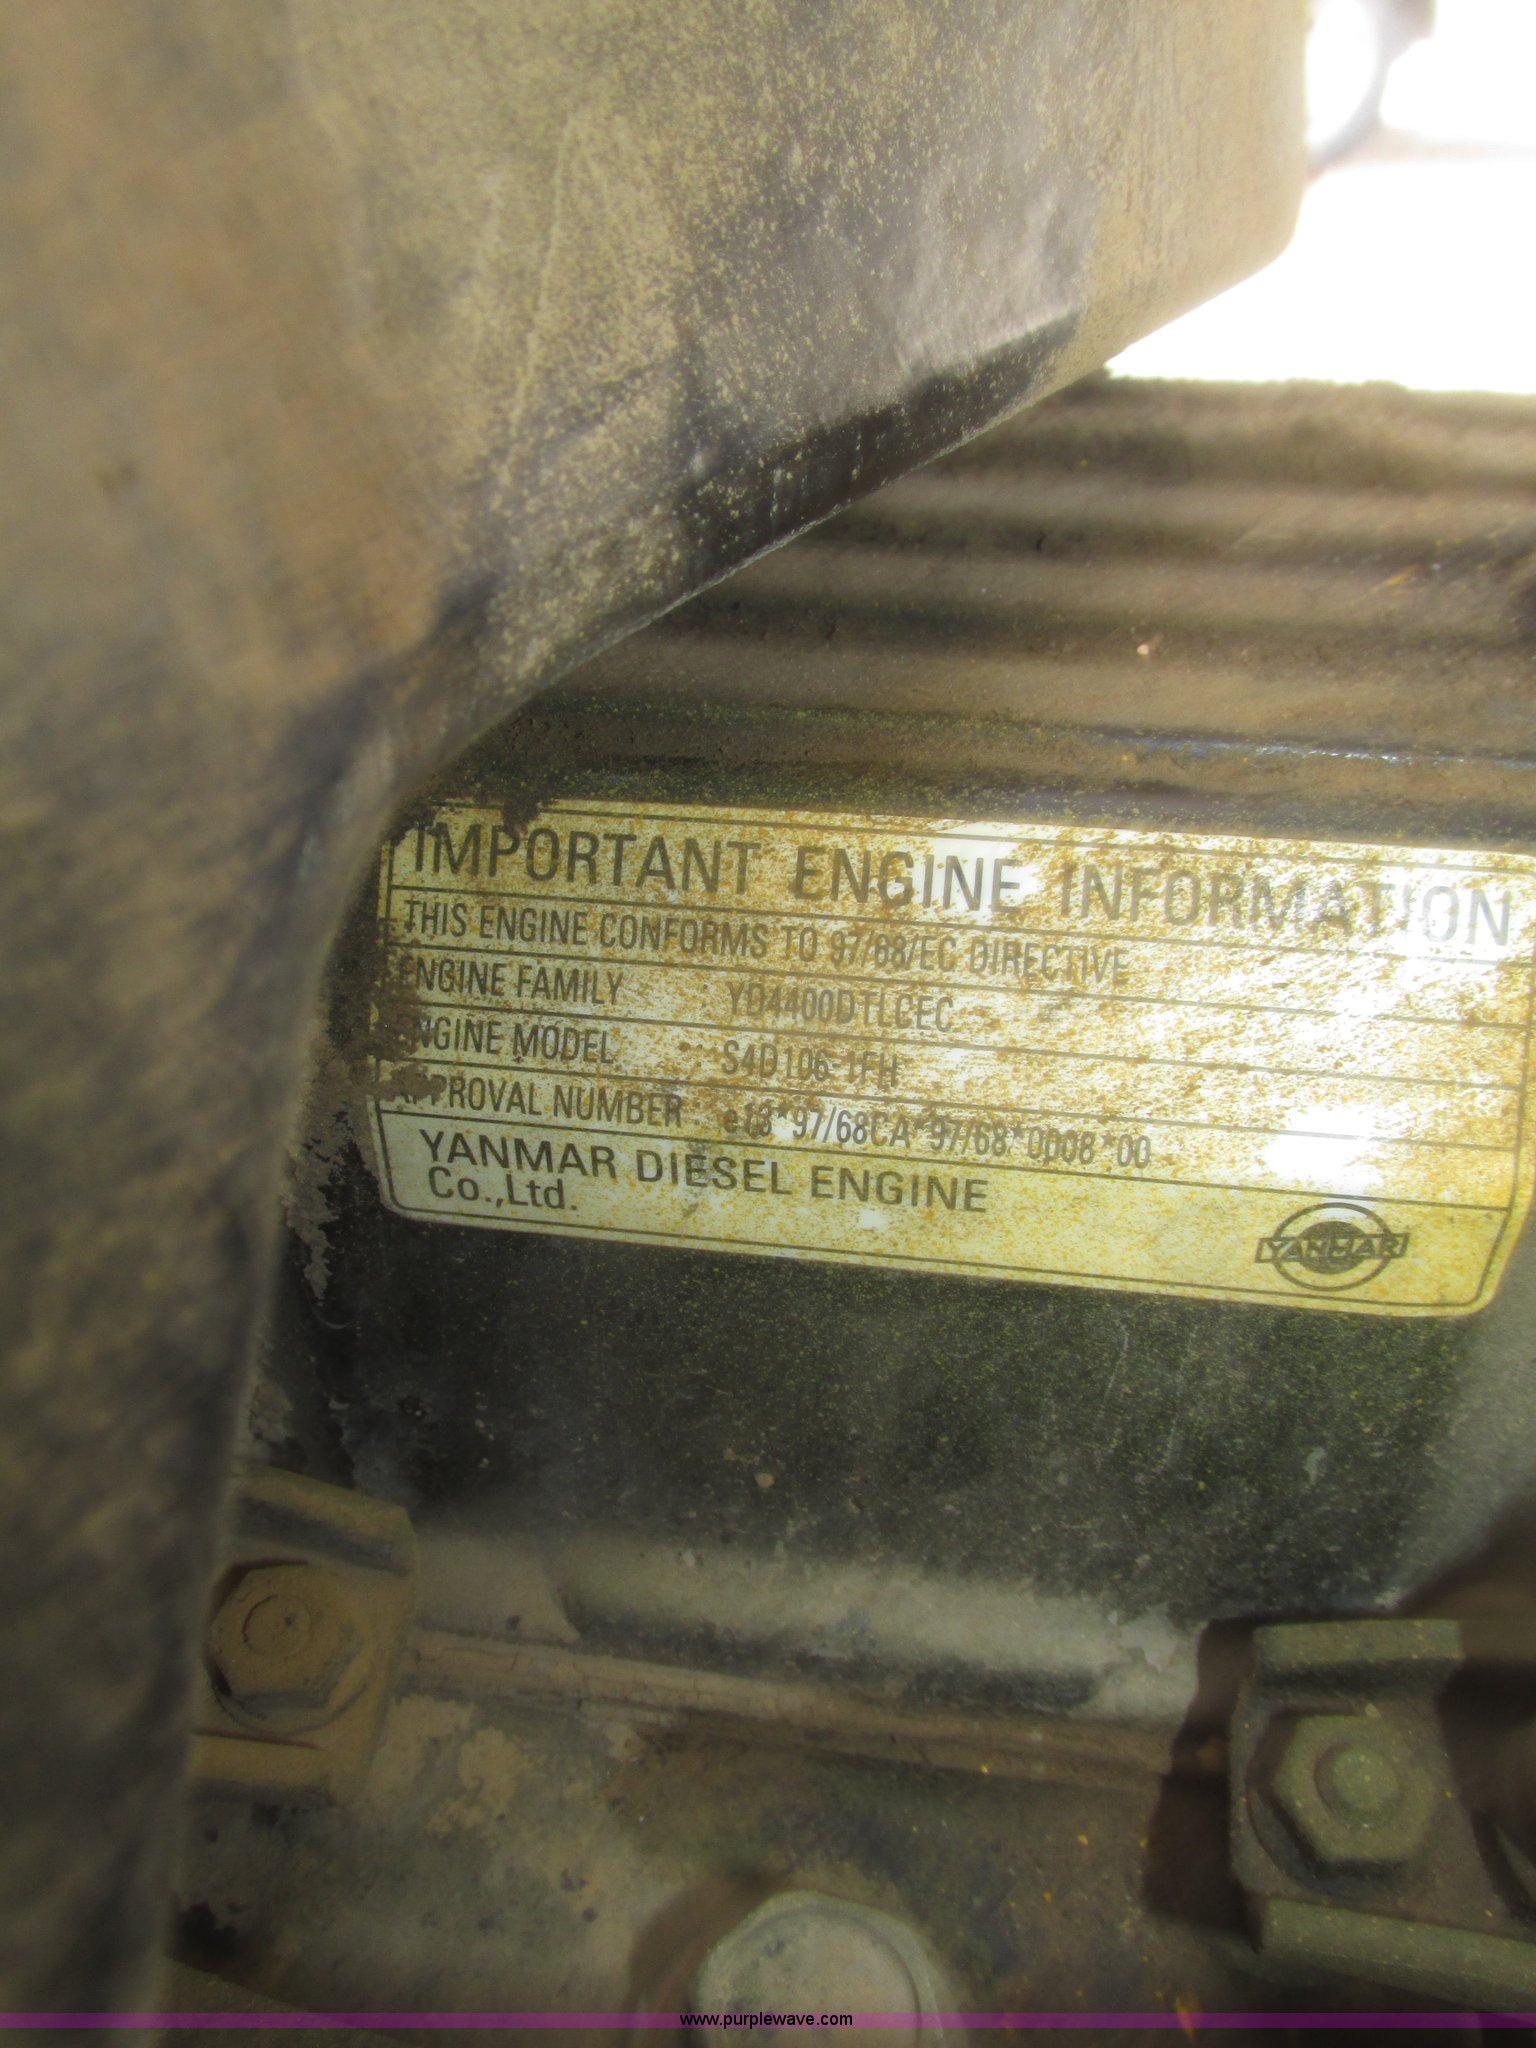 IMPORTANT ENGINE INFORMATION
THIS ENGINE CONFORMS TO 97/68/EC DIRECTIVE
ENGINE FAMILY : YD4400DTLCEC
ENGINE MODEL : S4D106-1FH
APPROVAL NUMBER : e13*97/68CA*97/68*0008*00
YANMAR DIESEL ENGINE
Co.,Ltd.
YANMAR
www.purplewave.com